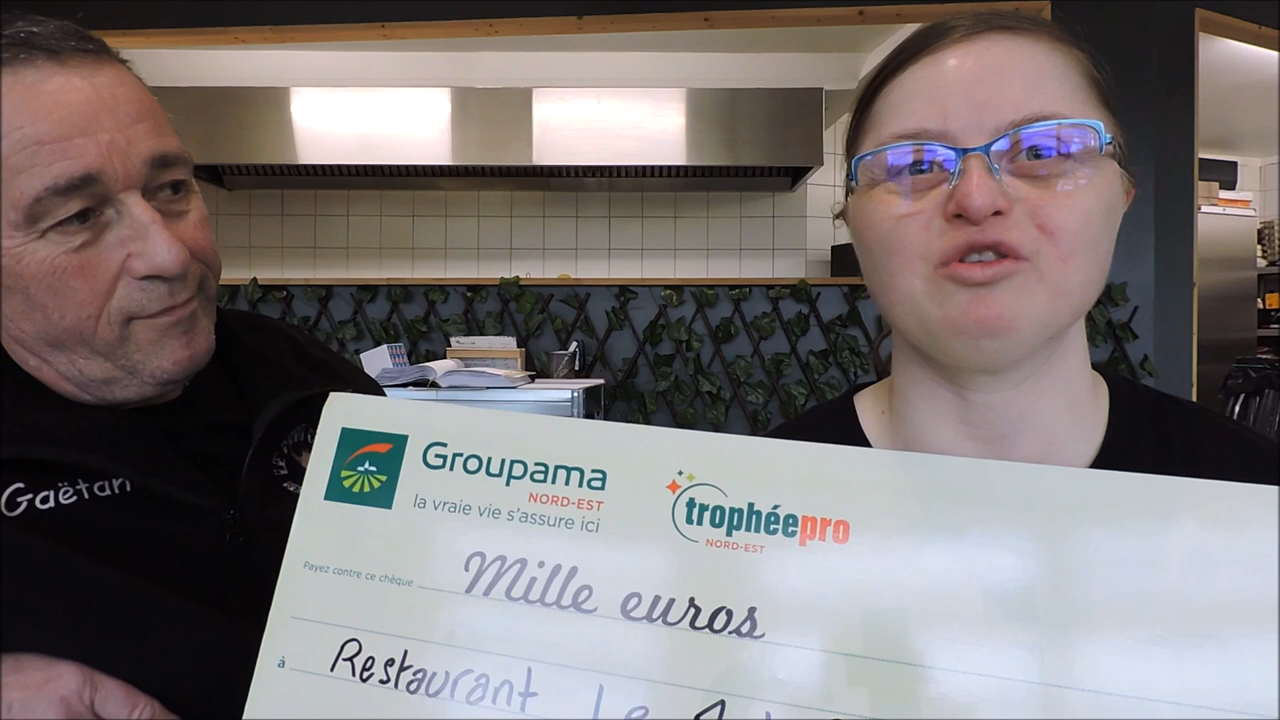 Gaëtan
Groupama
NORD-EST
la vraie vie s'assure ici
trophéepro
NORD-EST
Payez contre ce chèque Mille euros
à Restaurant Le